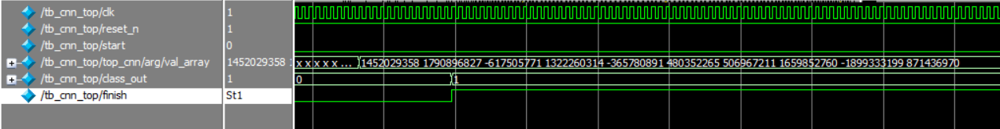 /tb_cnn_top/clk 1
/tb_cnn_top/reset_n 1
/tb_cnn_top/start 0
/tb_cnn_top/top_cnn/arg/val_array 1452029358 1 x x x x x ... 1452029358 1790896827 -617505771 1322260314 -365780891 480352265 506967211 1659852760 -1899333199 871436970
/tb_cnn_top/class_out 1 0 1
/tb_cnn_top/finish St1